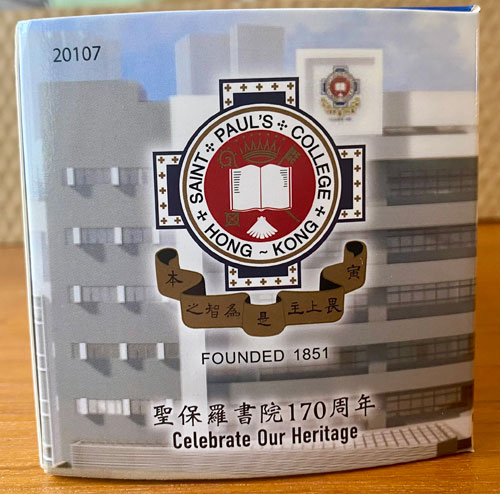 20107
SAINT PAUL'S COLLEGE
HONG ~ KONG
寅畏上主是為智之本
FOUNDED 1851
聖保羅書院170周年
Celebrate Our Heritage